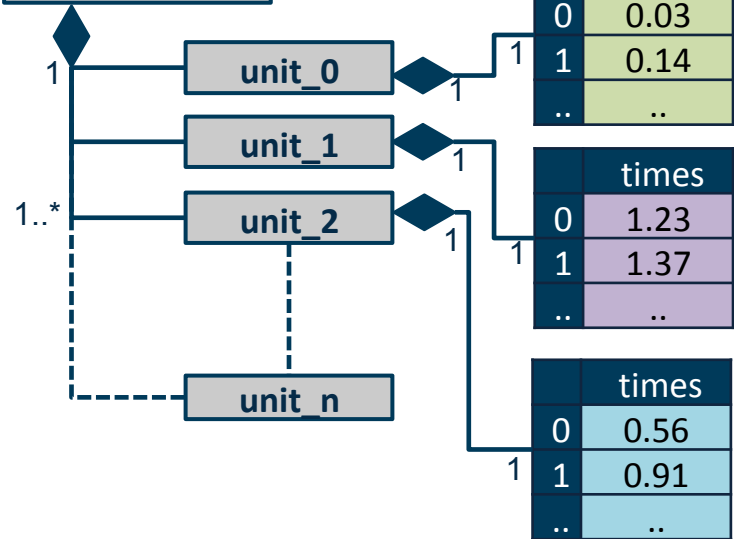 0 0.03
1 unit_0 1 1 1 0.14
.. ..
unit_1 1
times
1..* unit_2 1 1 0 1.23
1 1.37
.. ..
unit_n times
0 0.56
1 1 0.91
.. ..